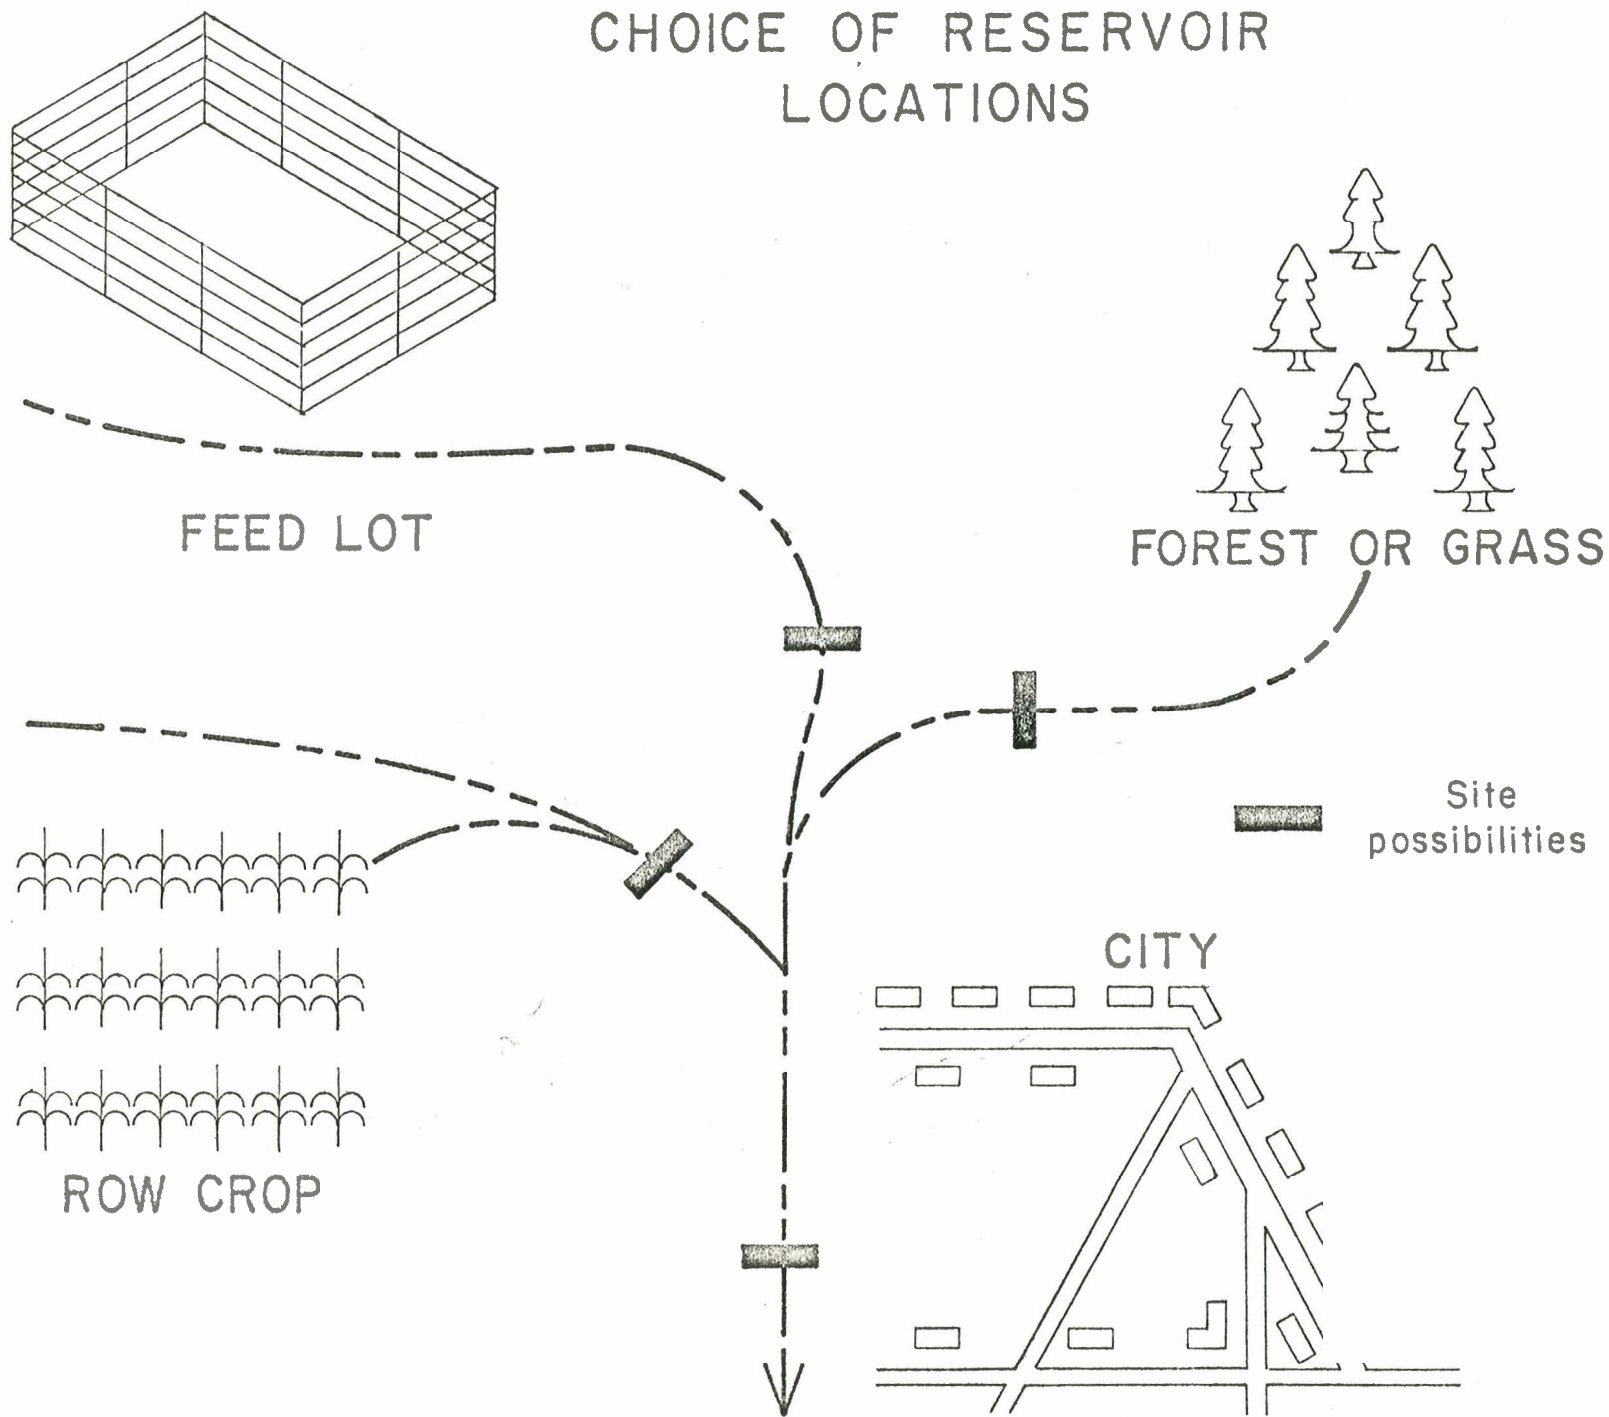 CHOICE OF RESERVOIR
LOCATIONS
FEED LOT
FOREST OR GRASS
Site
possibilities
CITY
ROW CROP